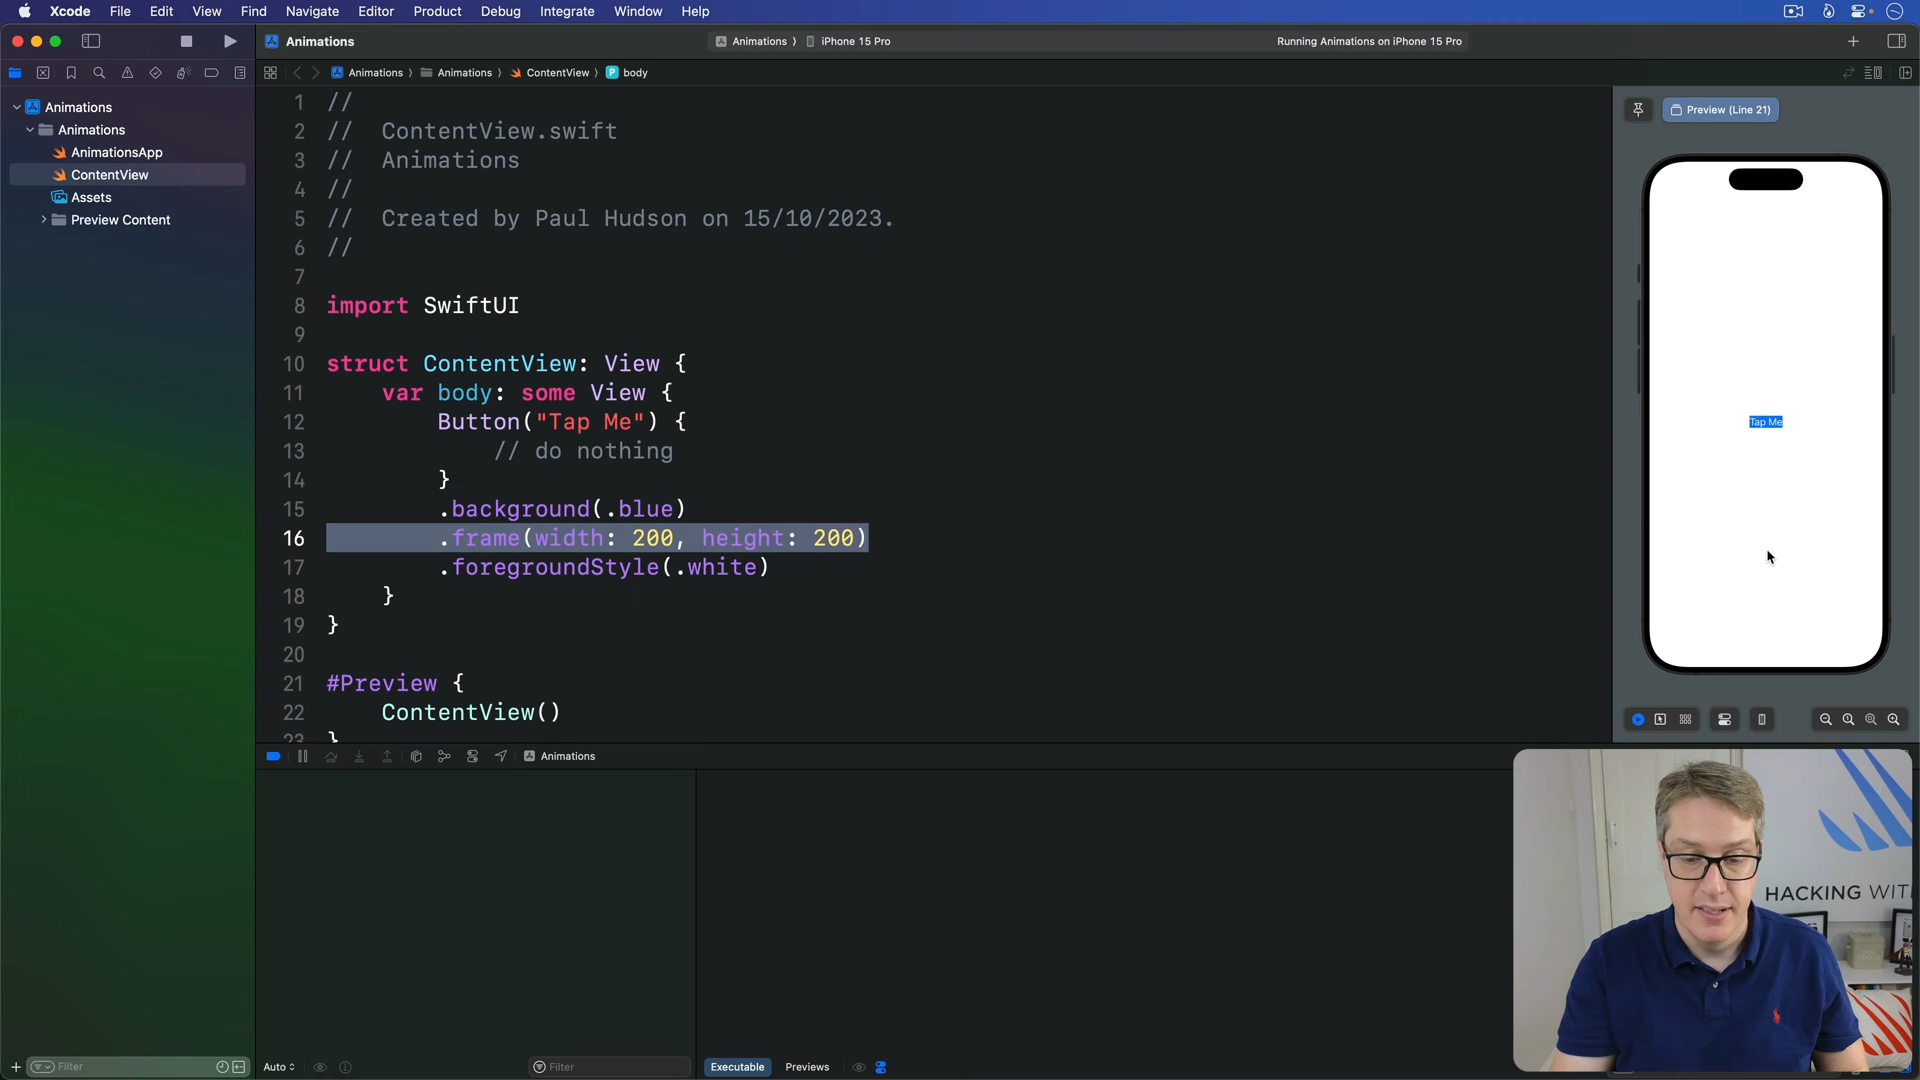 Xcode File Edit View Find Navigate Editor Product Debug Integrate Window Help
Animations
Animations 〉 iPhone 15 Pro
Running Animations on iPhone 15 Pro
Animations 〉 Animations 〉 ContentView 〉 body
Animations
Animations
AnimationsApp
ContentView
Assets
Preview Content
1 //
2 //  ContentView.swift
3 //  Animations
4 //
5 //  Created by Paul Hudson on 15/10/2023.
6 //
7
8 import SwiftUI
9
10 struct ContentView: View {
11     var body: some View {
12         Button("Tap Me") {
13             // do nothing
14         }
15         .background(.blue)
16         .frame(width: 200, height: 200)
17         .foregroundStyle(.white)
18     }
19 }
20
21 #Preview {
22     ContentView()
23 }
Preview (Line 21)
Tap Me
Animations
HACKING WIT
Filter
Auto
Filter
Executable Previews